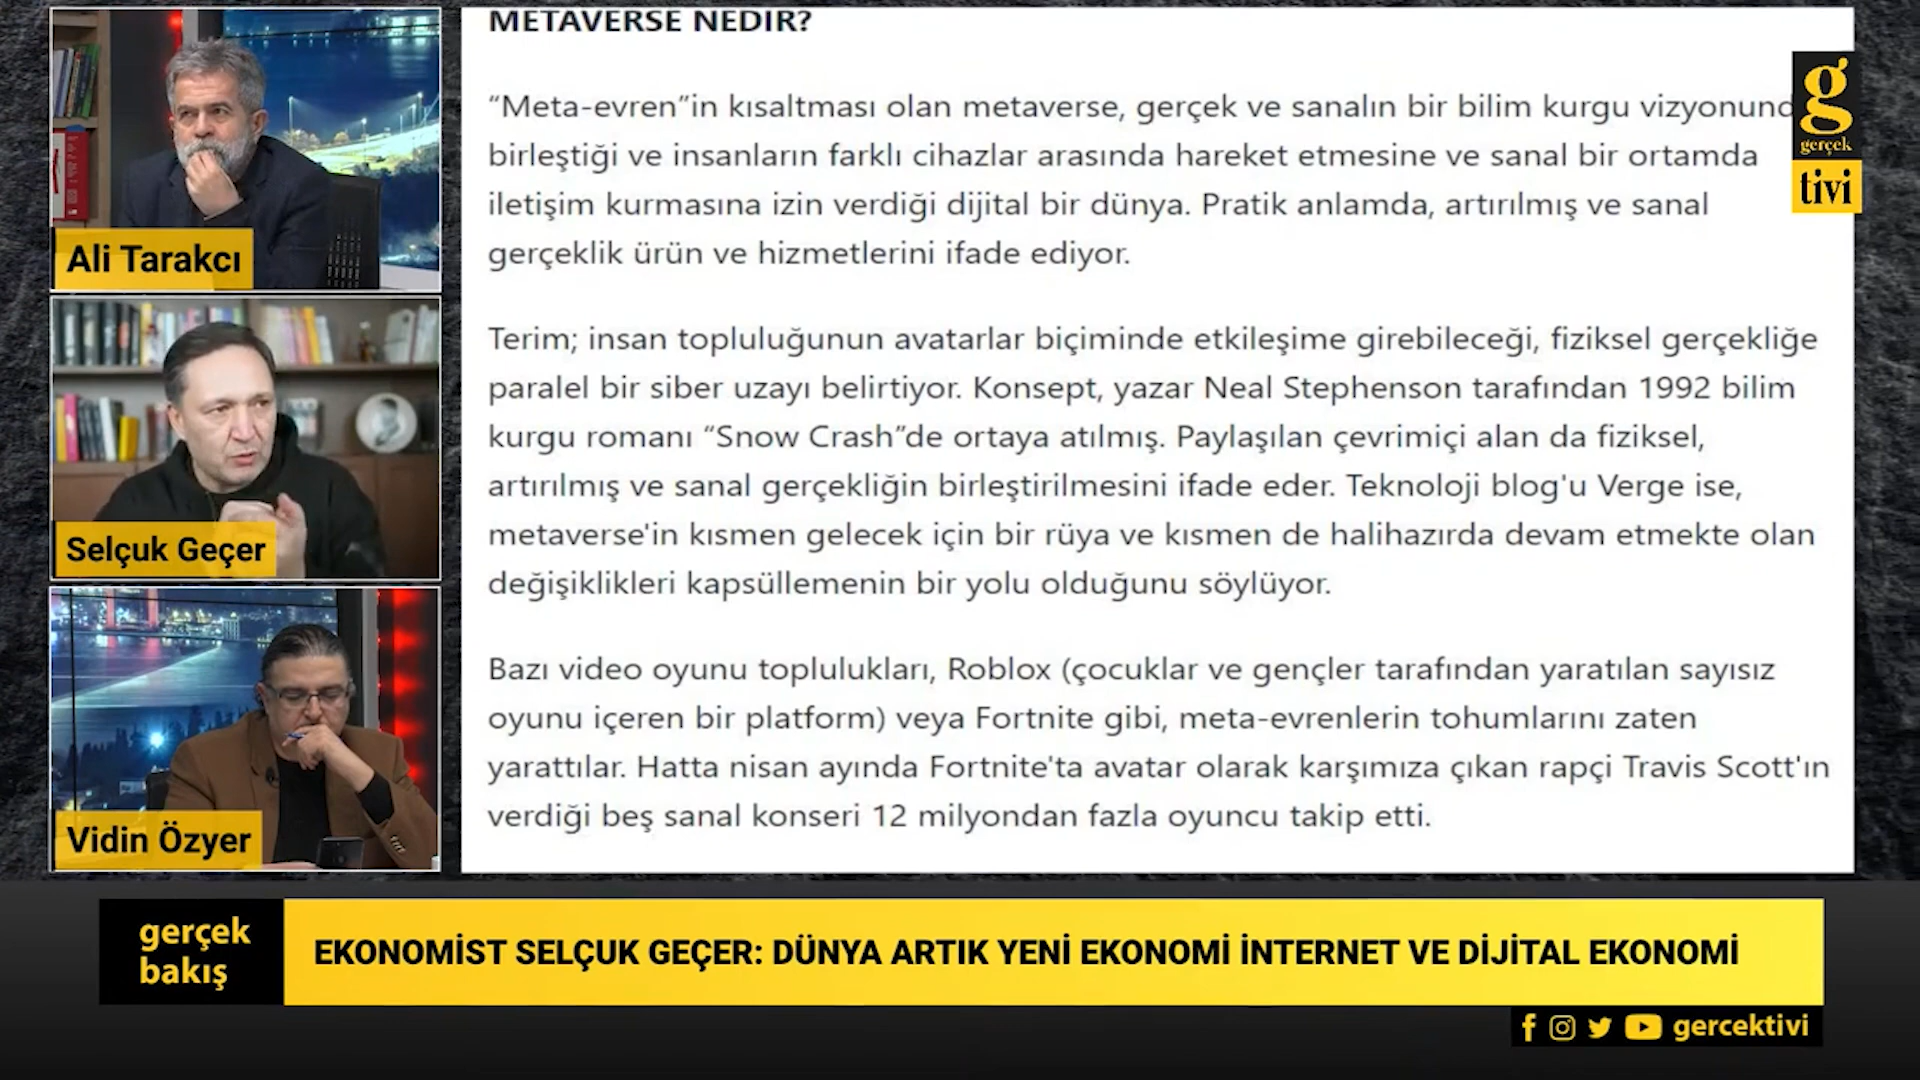 METAVERSE NEDİR?
“Meta-evren”in kısaltması olan metaverse, gerçek ve sanalın bir bilim kurgu vizyonund
birleştiği ve insanların farklı cihazlar arasında hareket etmesine ve sanal bir ortamda
iletişim kurmasına izin verdiği dijital bir dünya. Pratik anlamda, artırılmış ve sanal
gerçeklik ürün ve hizmetlerini ifade ediyor.
Terim; insan topluluğunun avatarlar biçiminde etkileşime girebileceği, fiziksel gerçekliğe
paralel bir siber uzayı belirtiyor. Konsept, yazar Neal Stephenson tarafından 1992 bilim
kurgu romanı “Snow Crash”de ortaya atılmış. Paylaşılan çevrimiçi alan da fiziksel,
artırılmış ve sanal gerçekliğin birleştirilmesini ifade eder. Teknoloji blog'u Verge ise,
metaverse'in kısmen gelecek için bir rüya ve kısmen de halihazırda devam etmekte olan
değişiklikleri kapsüllemenin bir yolu olduğunu söylüyor.
Bazı video oyunu toplulukları, Roblox (çocuklar ve gençler tarafından yaratılan sayısız
oyunu içeren bir platform) veya Fortnite gibi, meta-evrenlerin tohumlarını zaten
yarattılar. Hatta nisan ayında Fortnite'ta avatar olarak karşımıza çıkan rapçi Travis Scott'ın
verdiği beş sanal konseri 12 milyondan fazla oyuncu takip etti.
g
gerçek
tivi
Ali Tarakcı
Selçuk Geçer
Vidin Özyer
gerçek
bakış
EKONOMİST SELÇUK GEÇER: DÜNYA ARTIK YENİ EKONOMİ İNTERNET VE DİJİTAL EKONOMİ
gercektivi